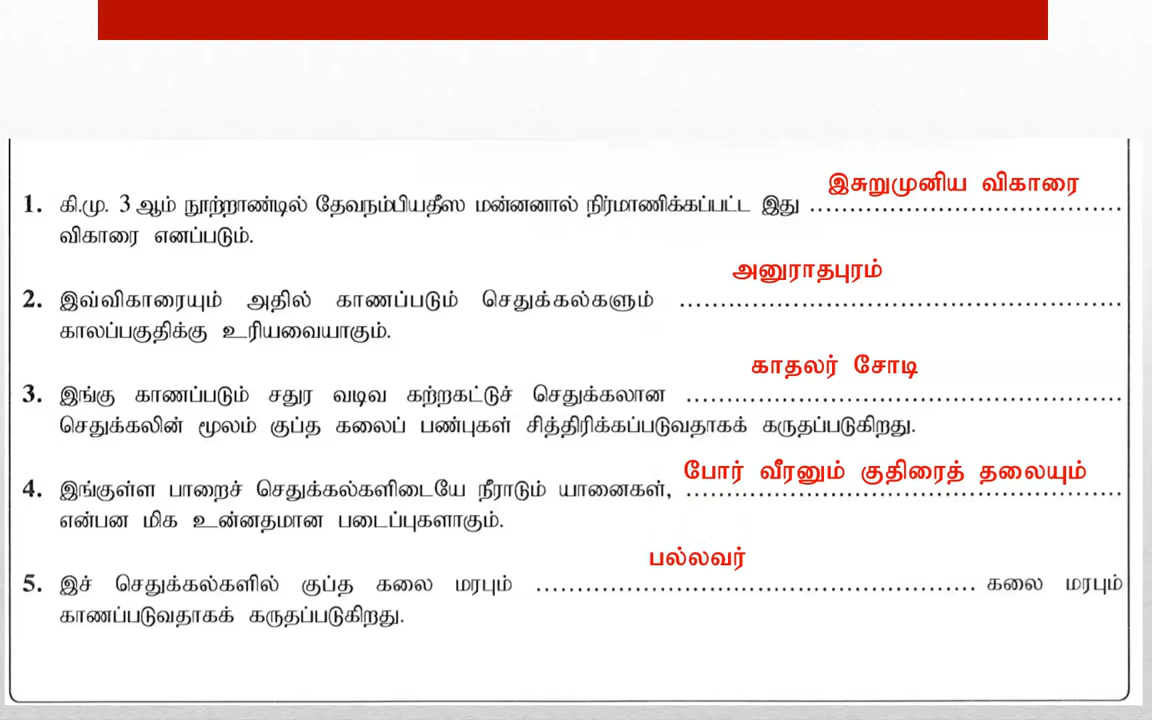 இசுறுமுனிய விகாரை
1. கி.மு. 3 ஆம் நூற்றாண்டில் தேவநம்பியதீஸ மன்னனால் நிர்மாணிக்கப்பட்ட இது ........................................
விகாரை எனப்படும்.
அனுராதபுரம்
2. இவ்விகாரையும் அதில் காணப்படும் செதுக்கல்களும் ........................................
காலப்பகுதிக்கு உரியவையாகும்.
காதலர் சோடி
3. இங்கு காணப்படும் சதுர வடிவ கற்றகட்டுச் செதுக்கலான ........................................
செதுக்கலின் மூலம் குப்த கலைப் பண்புகள் சித்திரிக்கப்படுவதாகக் கருதப்படுகிறது.
போர் வீரனும் குதிரைத் தலையும்
4. இங்குள்ள பாறைச் செதுக்கல்களிடையே நீராடும் யானைகள், ........................................
என்பன மிக உன்னதமான படைப்புகளாகும்.
பல்லவர்
5. இச் செதுக்கல்களில் குப்த கலை மரபும் ........................................ கலை மரபும்
காணப்படுவதாகக் கருதப்படுகிறது.